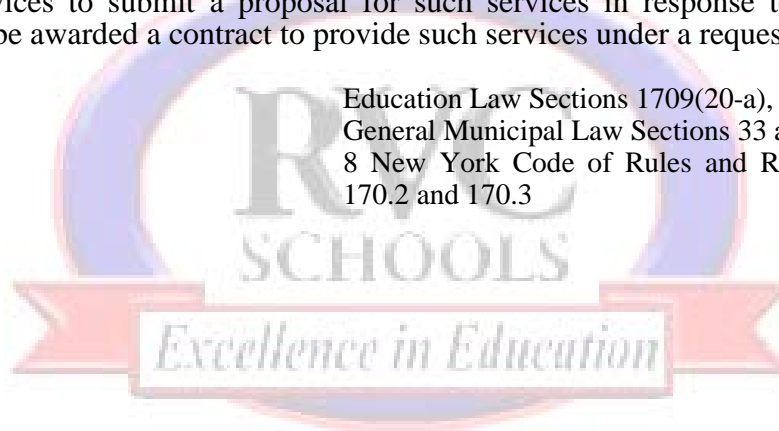 vices to submit a proposal for such services in response t
be awarded a contract to provide such services under a reques
Education Law Sections 1709(20-a),
General Municipal Law Sections 33 a
8 New York Code of Rules and R
170.2 and 170.3
RVC
SCHOOLS
Excellence in Education